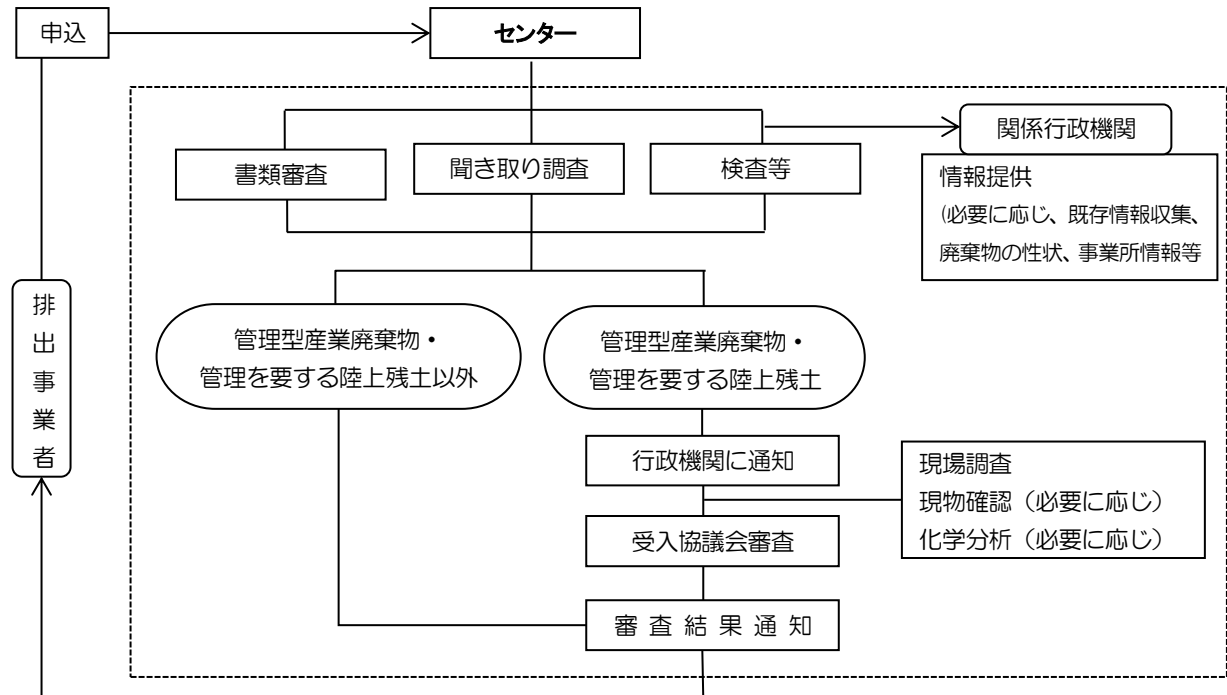 申込
センター
関係行政機関
書類審査
聞き取り調査
検査等
情報提供
(必要に応じ、既存情報収集、
廃棄物の性状、事業所情報等
排出事業者
管理型産業廃棄物・
管理を要する陸上残土以外
管理型産業廃棄物・
管理を要する陸上残土
行政機関に通知
現場調査
現物確認（必要に応じ）
化学分析（必要に応じ）
受入協議会審査
審査結果通知